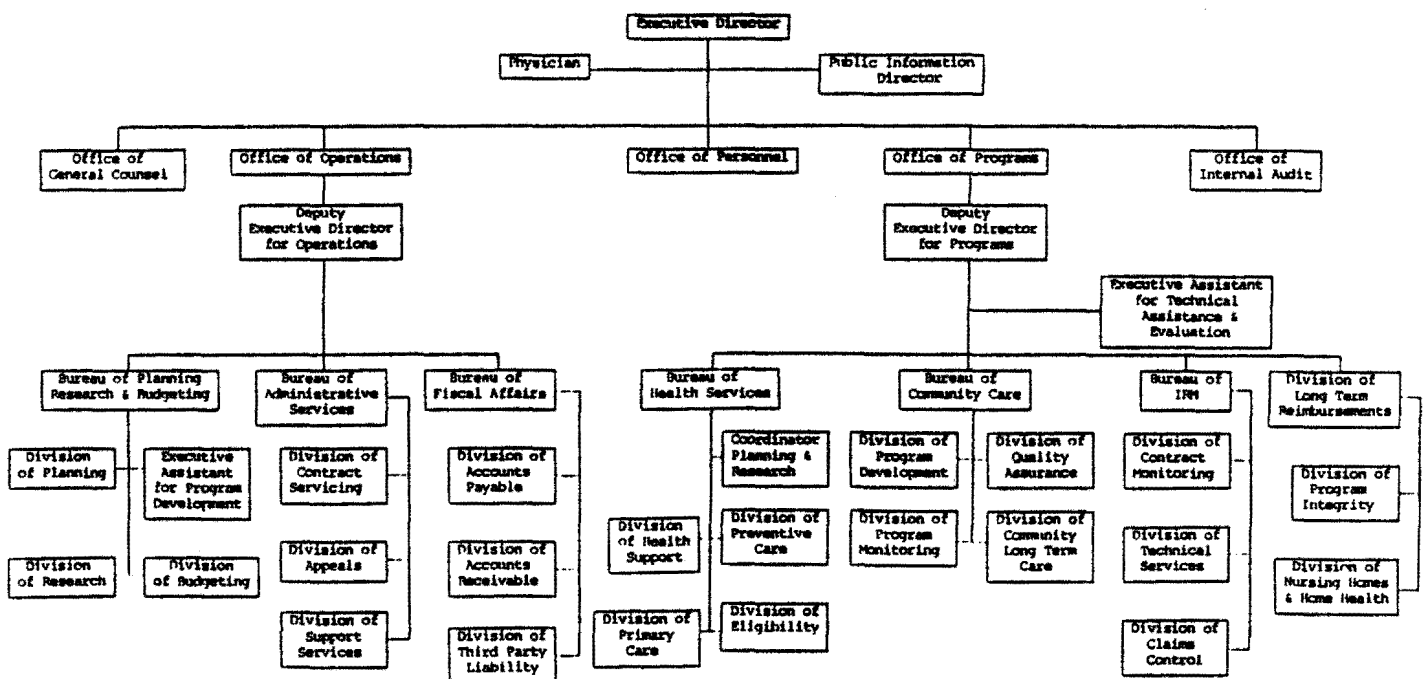 Executive Director
Physician
Public Information
Director
Office of
General Counsel
Office of Operations
Office of Personnel
Office of Programs
Office of
Internal Audit
Deputy
Executive Director
for Operations
Deputy
Executive Director
for Programs
Executive Assistant
for Technical
Assistance &
Evaluation
Bureau of Planning
Research & Budgeting
Bureau of
Administrative
Services
Bureau of
Fiscal Affairs
Bureau of
Health Services
Bureau of
Community Care
Bureau of
IRM
Division of
Long Term
Reimbursements
Division
of Planning
Executive
Assistant
for Program
Development
Division of
Contract
Servicing
Division of
Accounts
Payable
Coordinator
Planning &
Research
Division of
Program
Development
Division of
Quality
Assurance
Division of
Contract
Monitoring
Division of
Program
Integrity
Division
of Research
Division
of Budgeting
Division of
Appeals
Division of
Accounts
Receivable
Division
of Health
Support
Division of
Preventive
Care
Division of
Program
Monitoring
Division of
Community
Long Term
Care
Division of
Technical
Services
Division of
Nursing Homes
& Home Health
Division of
Support
Services
Division of
Third Party
Liability
Division of
Primary
Care
Division of
Eligibility
Division of
Claims
Control